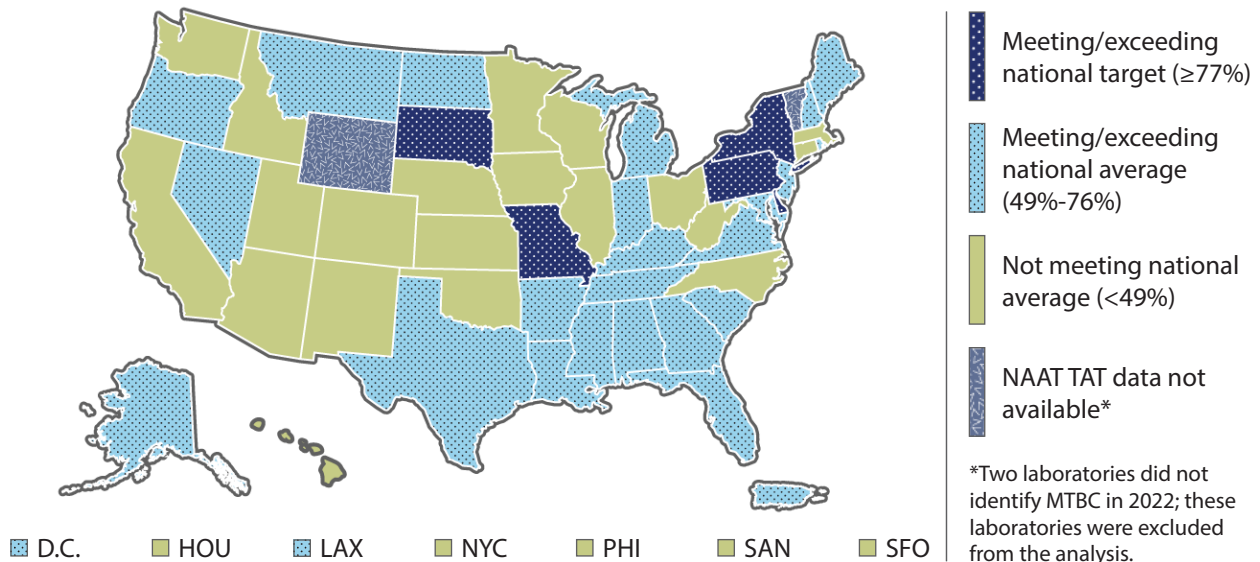 Meeting/exceeding
national target (≥77%)
Meeting/exceeding
national average
(49%-76%)
Not meeting national
average (<49%)
NAAT TAT data not
available*
*Two laboratories did not
identify MTBC in 2022; these
laboratories were excluded
from the analysis.
D.C. HOU LAX NYC PHI SAN SFO